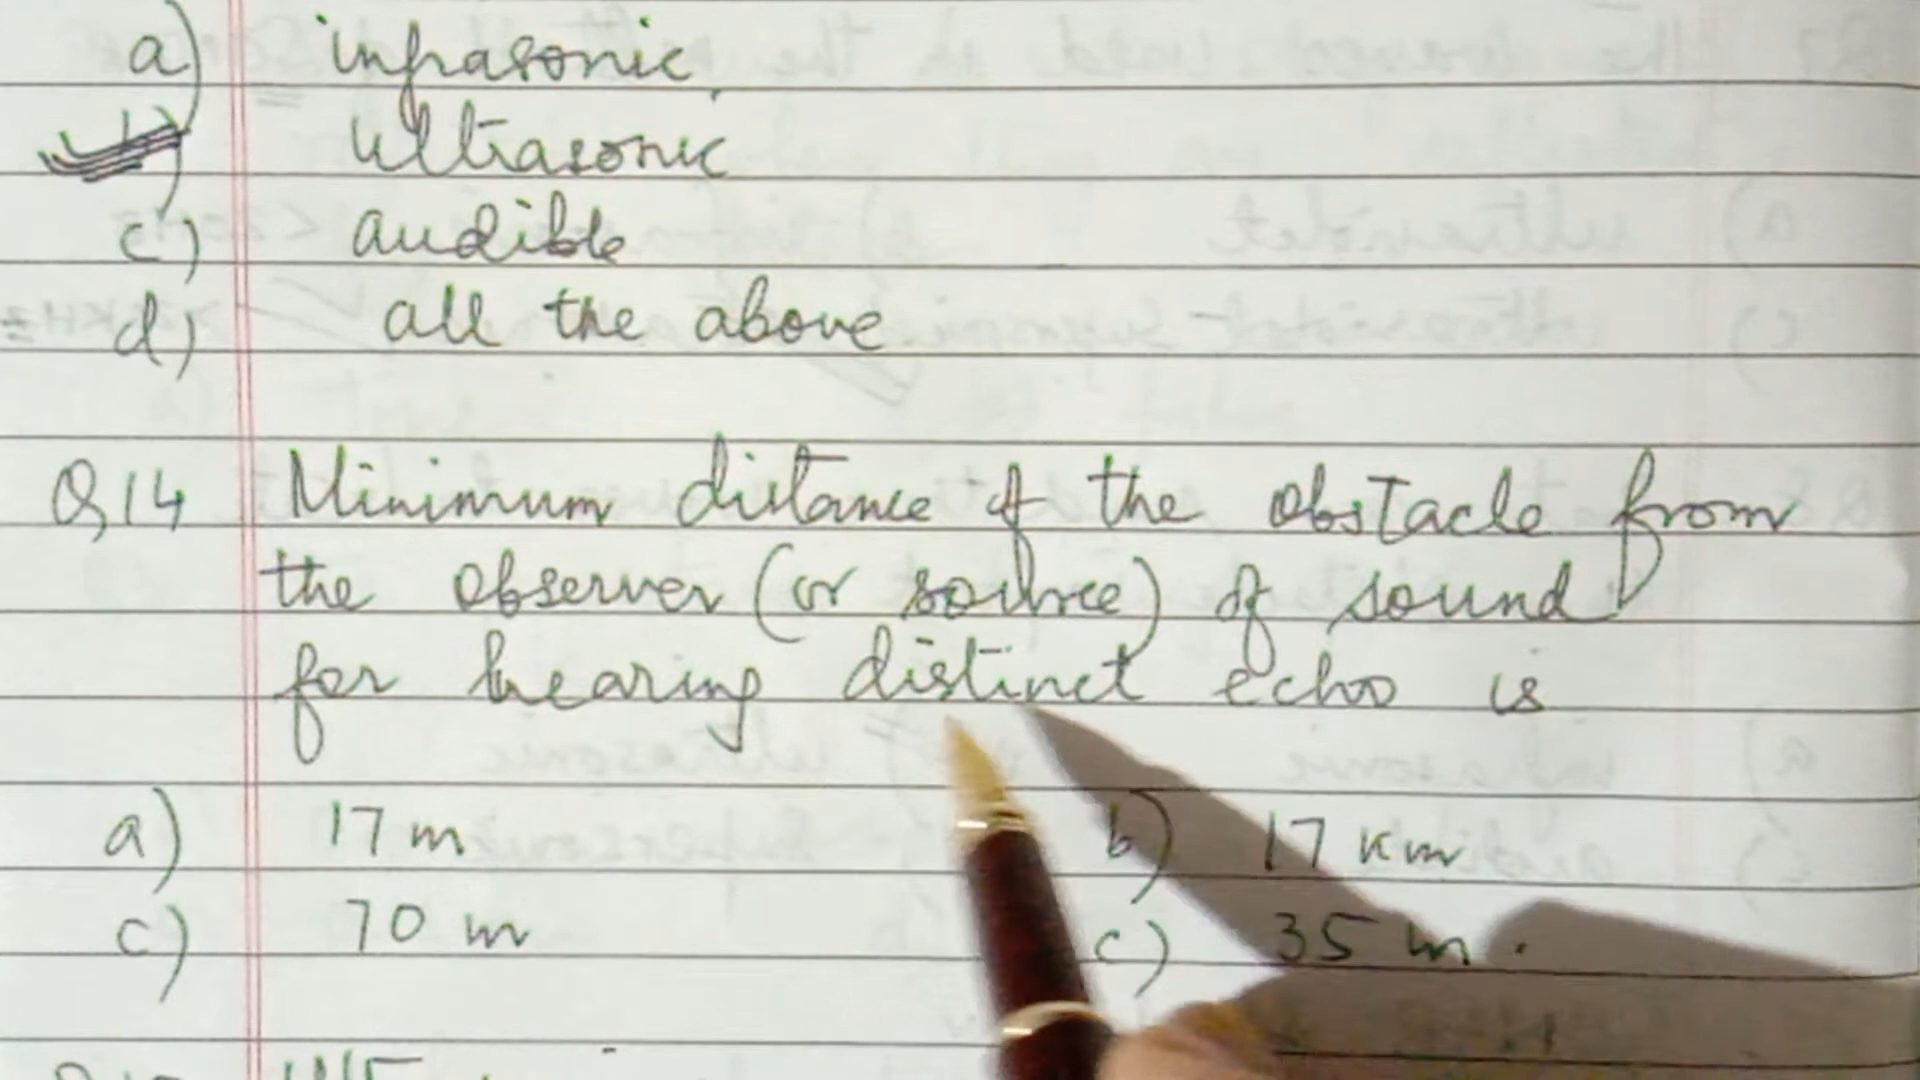 a) infrasonic
b) ultrasonic
c) audible
d) all the above
Q14 Minimum distance of the obstacle from
the observer (or source) of sound
for hearing distinct echo is
a) 17 m b) 17 Km
c) 70 m c) 35 m.